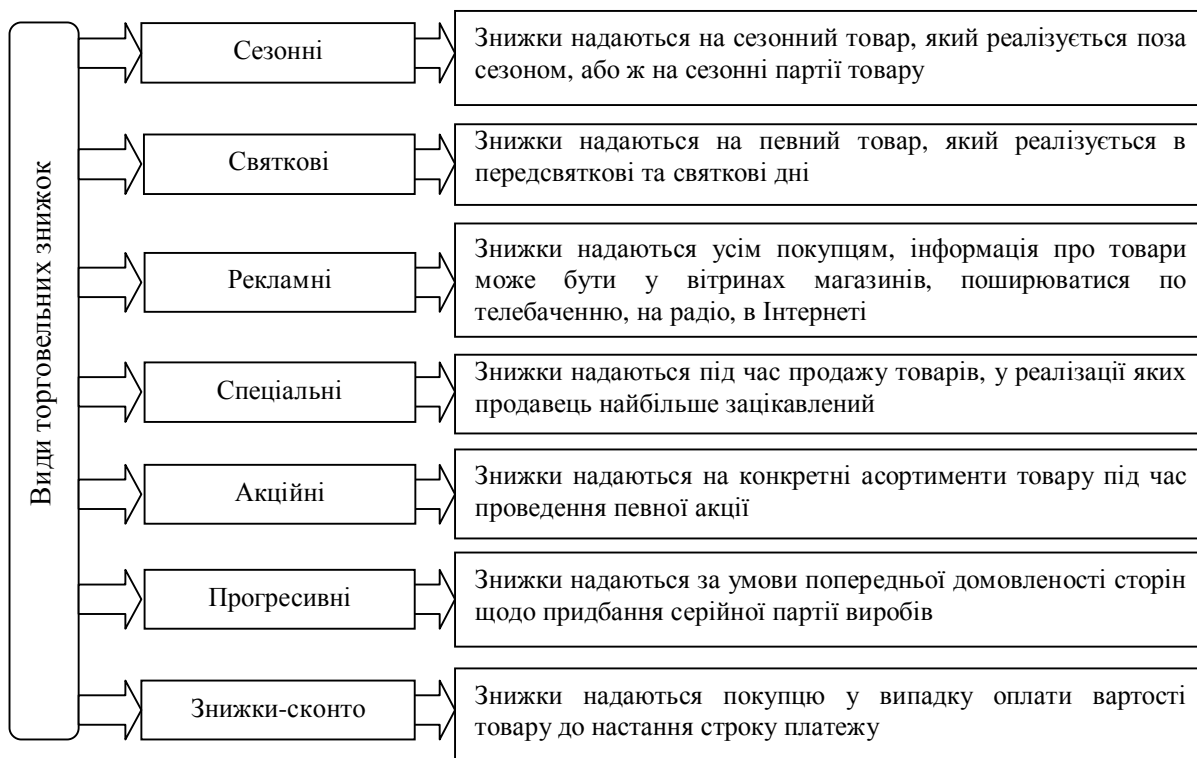 Види торговельних знижок
Сезонні
Знижки надаються на сезонний товар, який реалізується поза
сезоном, або ж на сезонні партії товару
Святкові
Знижки надаються на певний товар, який реалізується в
передсвяткові та святкові дні
Рекламні
Знижки надаються усім покупцям, інформація про товари
може бути у вітринах магазинів, поширюватися по
телебаченню, на радіо, в Інтернеті
Спеціальні
Знижки надаються під час продажу товарів, у реалізації яких
продавець найбільше зацікавлений
Акційні
Знижки надаються на конкретні асортименти товару під час
проведення певної акції
Прогресивні
Знижки надаються за умови попередньої домовленості сторін
щодо придбання серійної партії виробів
Знижки-сконто
Знижки надаються покупцю у випадку оплати вартості
товару до настання строку платежу